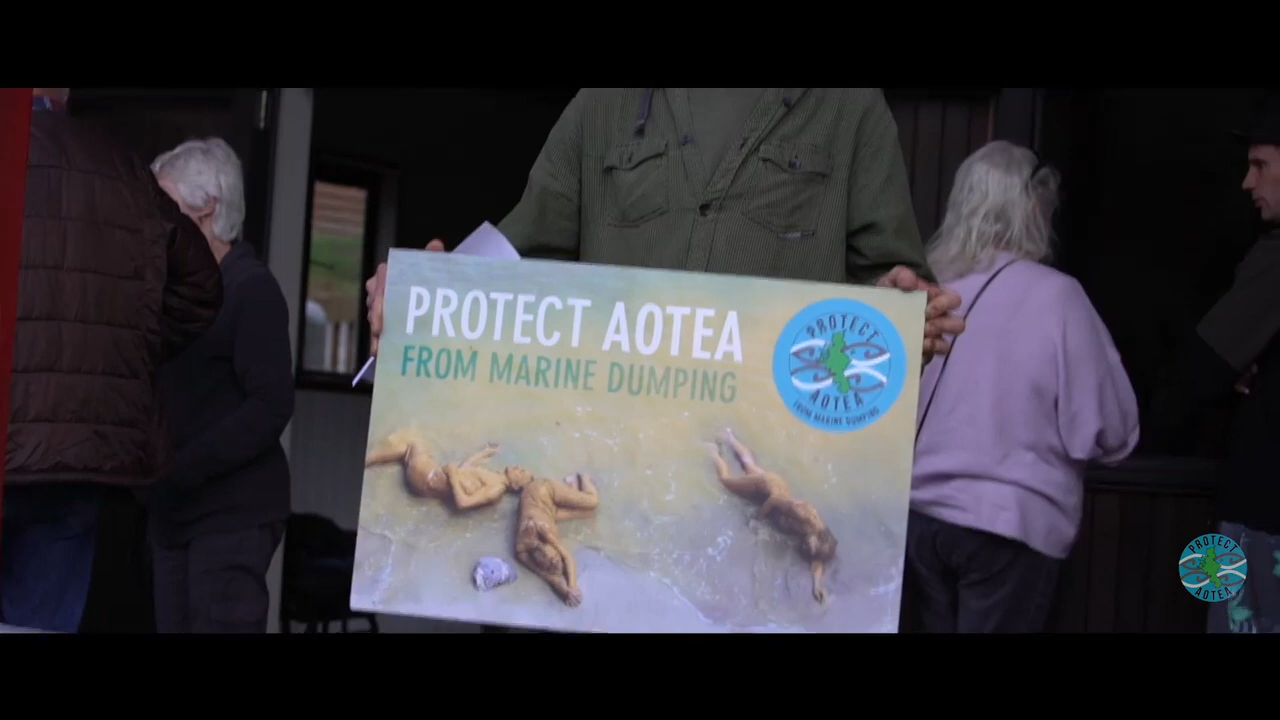 PROTECT AOTEA
FROM MARINE DUMPING
PROTECT
AOTEA
FROM MARINE DUMPING
PROTECT
AOTEA